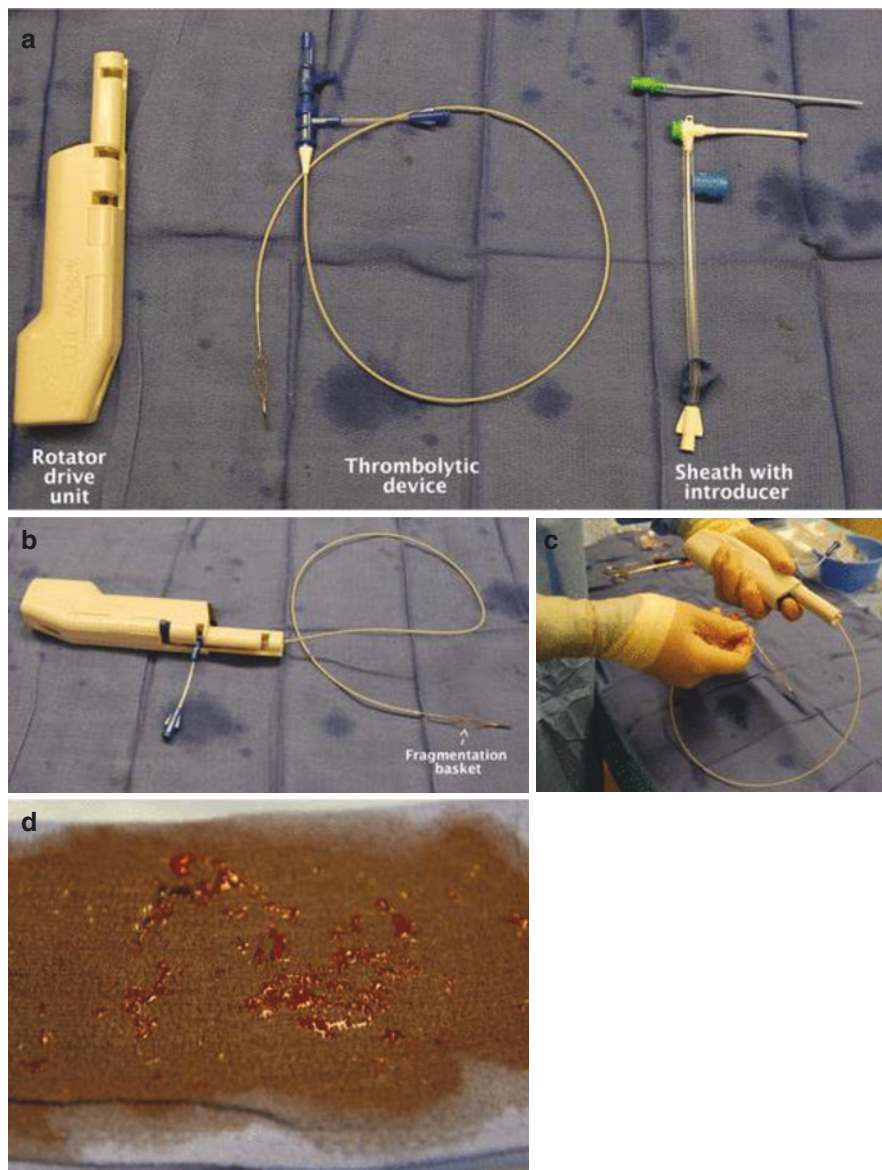 a
Rotator
drive
unit
Thrombolytic
device
Sheath with
introducer
b
Fragmentation
basket
c
d